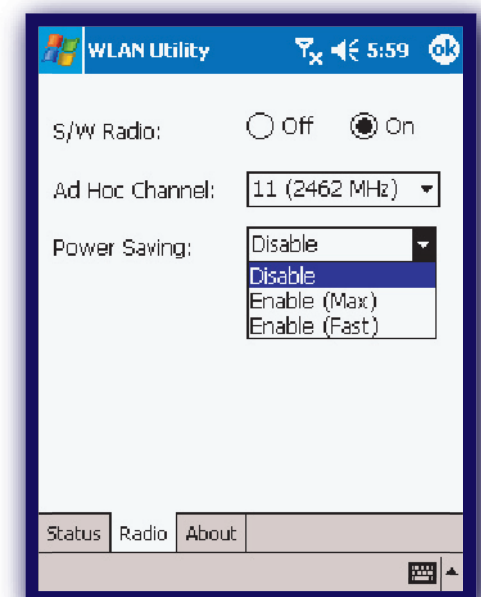 WLAN Utility 5:59 ok
S/W Radio: Off On
Ad Hoc Channel: 11 (2462 MHz)
Power Saving: Disable
Disable
Enable (Max)
Enable (Fast)
Status Radio About